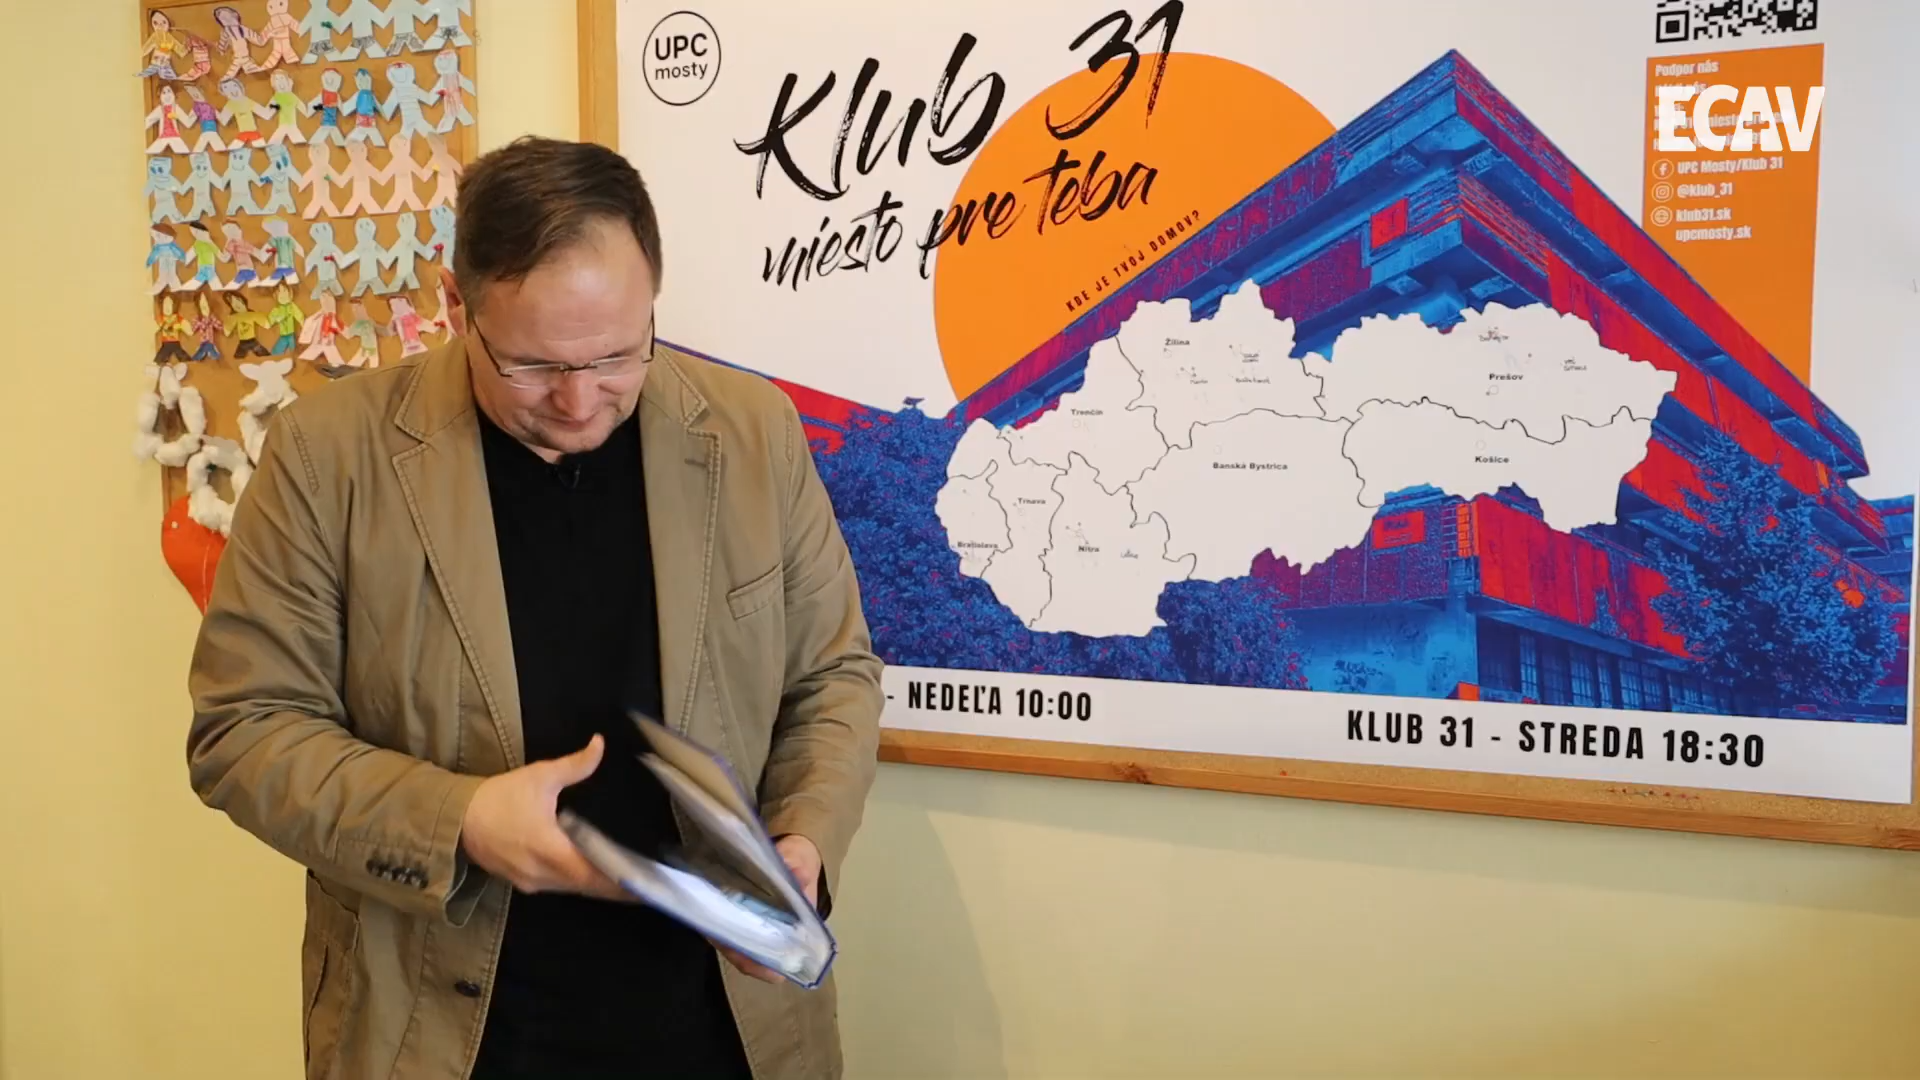 UPC
mosty
Klub 31
miesto pre teba
KDE JE TVOJ DOMOV?
Podpor nás
ECAV
UPC Mosty/Klub 31
@klub_31
klub31.sk
upcmosty.sk
Žilina
Prešov
Trenčín
Banská Bystrica
Košice
Trnava
Bratislava
Nitra
- NEDEĽA 10:00
KLUB 31 - STREDA 18:30